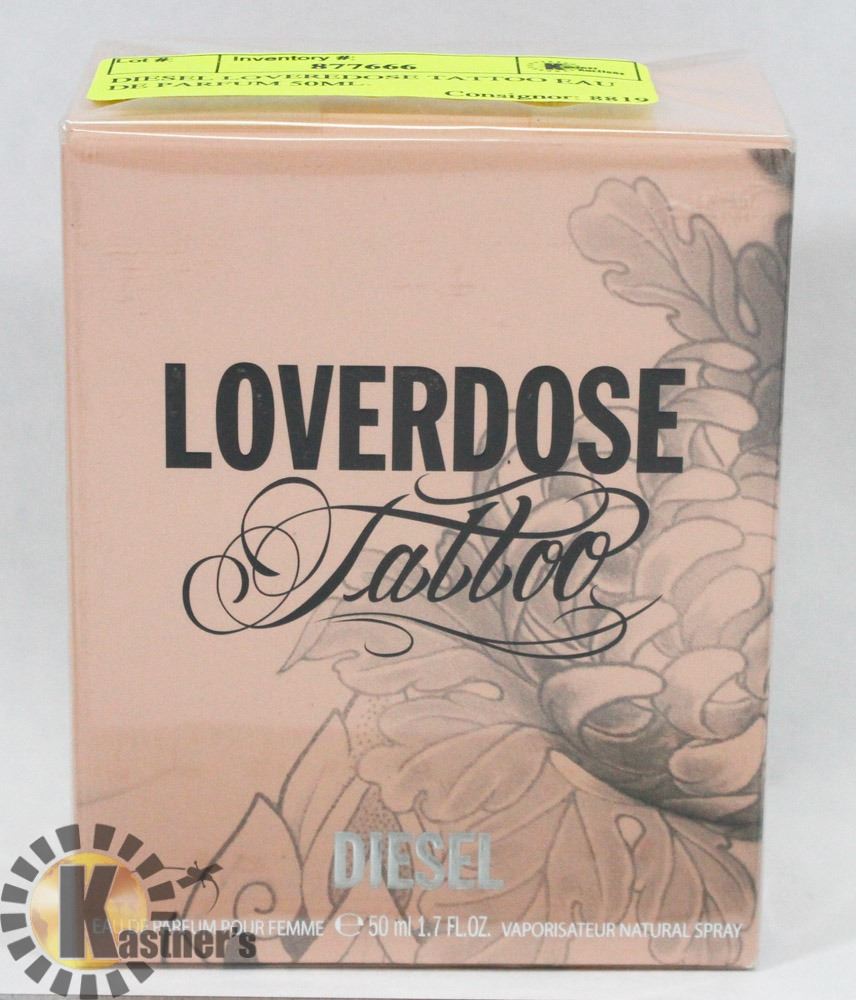 Lot #:
Inventory #:
877666
DIESEL LOVEREDOSE TATTOO EAU
DE PARFUM 50ML.
Consignor: 8819
LOVERDOSE
Tattoo
DIESEL
EAU DE PARFUM POUR FEMME e 50 ml 1.7 FL.OZ. VAPORISATEUR NATURAL SPRAY
Kastner's